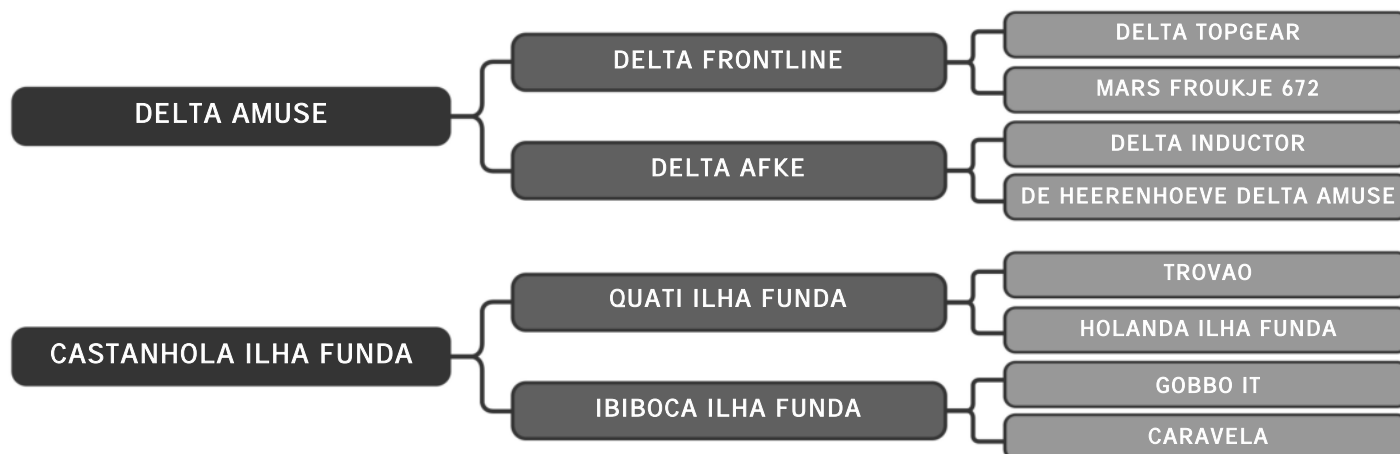 DELTA AMUSE
DELTA FRONTLINE
DELTA TOPGEAR
MARS FROUKJE 672
DELTA AFKE
DELTA INDUCTOR
DE HEERENHOEVE DELTA AMUSE
CASTANHOLA ILHA FUNDA
QUATI ILHA FUNDA
TROVAO
HOLANDA ILHA FUNDA
IBIBOCA ILHA FUNDA
GOBBO IT
CARAVELA